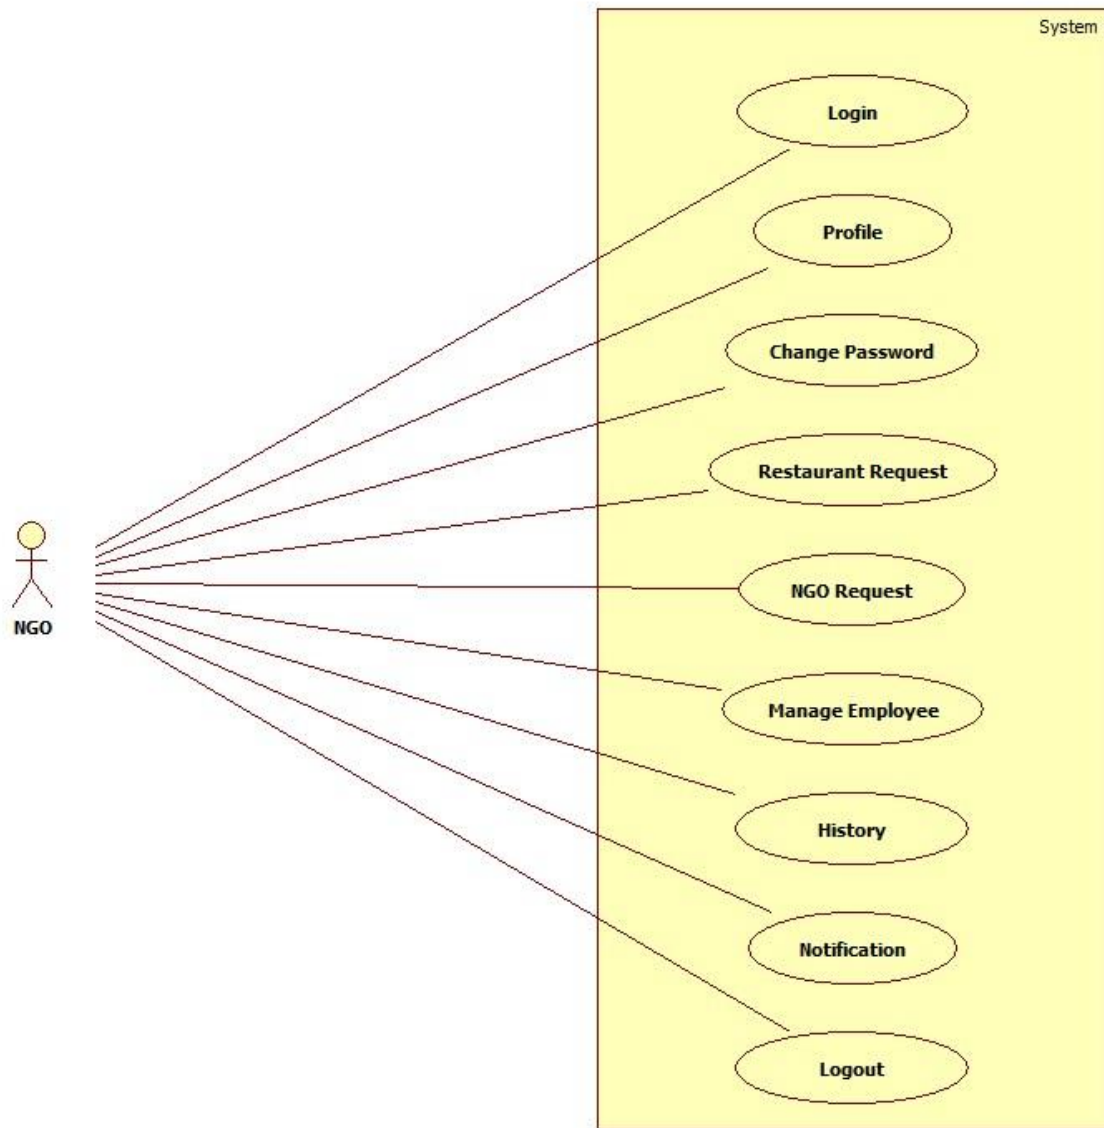 System
Login
Profile
Change Password
Restaurant Request
NGO Request
NGO
Manage Employee
History
Notification
Logout